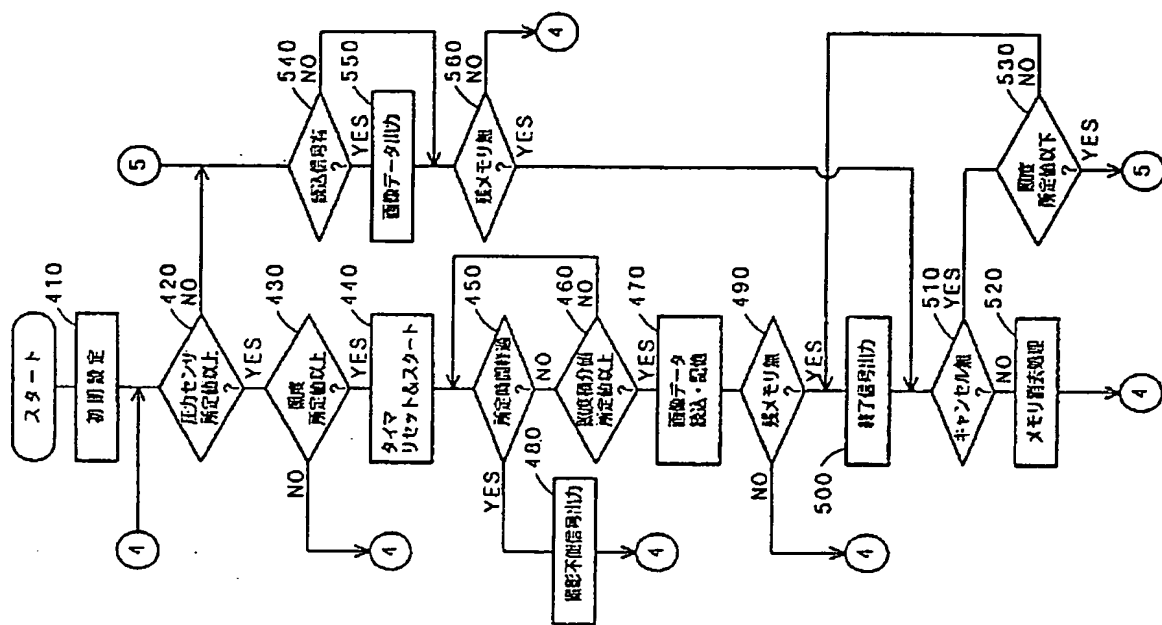 スタート
410
初期設定
4
420
圧力センサ
所定値以上
?
NO
YES
430
照度
所定値以上
?
NO
YES
4
440
タイマ
リセット&スタート
450
所定時間経過
?
YES
NO
480
撮影不能信号出力
4
460
照度積分値
所定値以上
?
NO
YES
470
画像データ
読込・記憶
490
残メモリ無
?
NO
YES
4
500
終了信号出力
510
キャンセル無
?
YES
NO
520
メモリ消去処理
4
5
540
読込信号有
?
NO
YES
550
画像データ出力
560
残メモリ無
?
NO
YES
4
530
照度
所定値以下
?
NO
YES
5